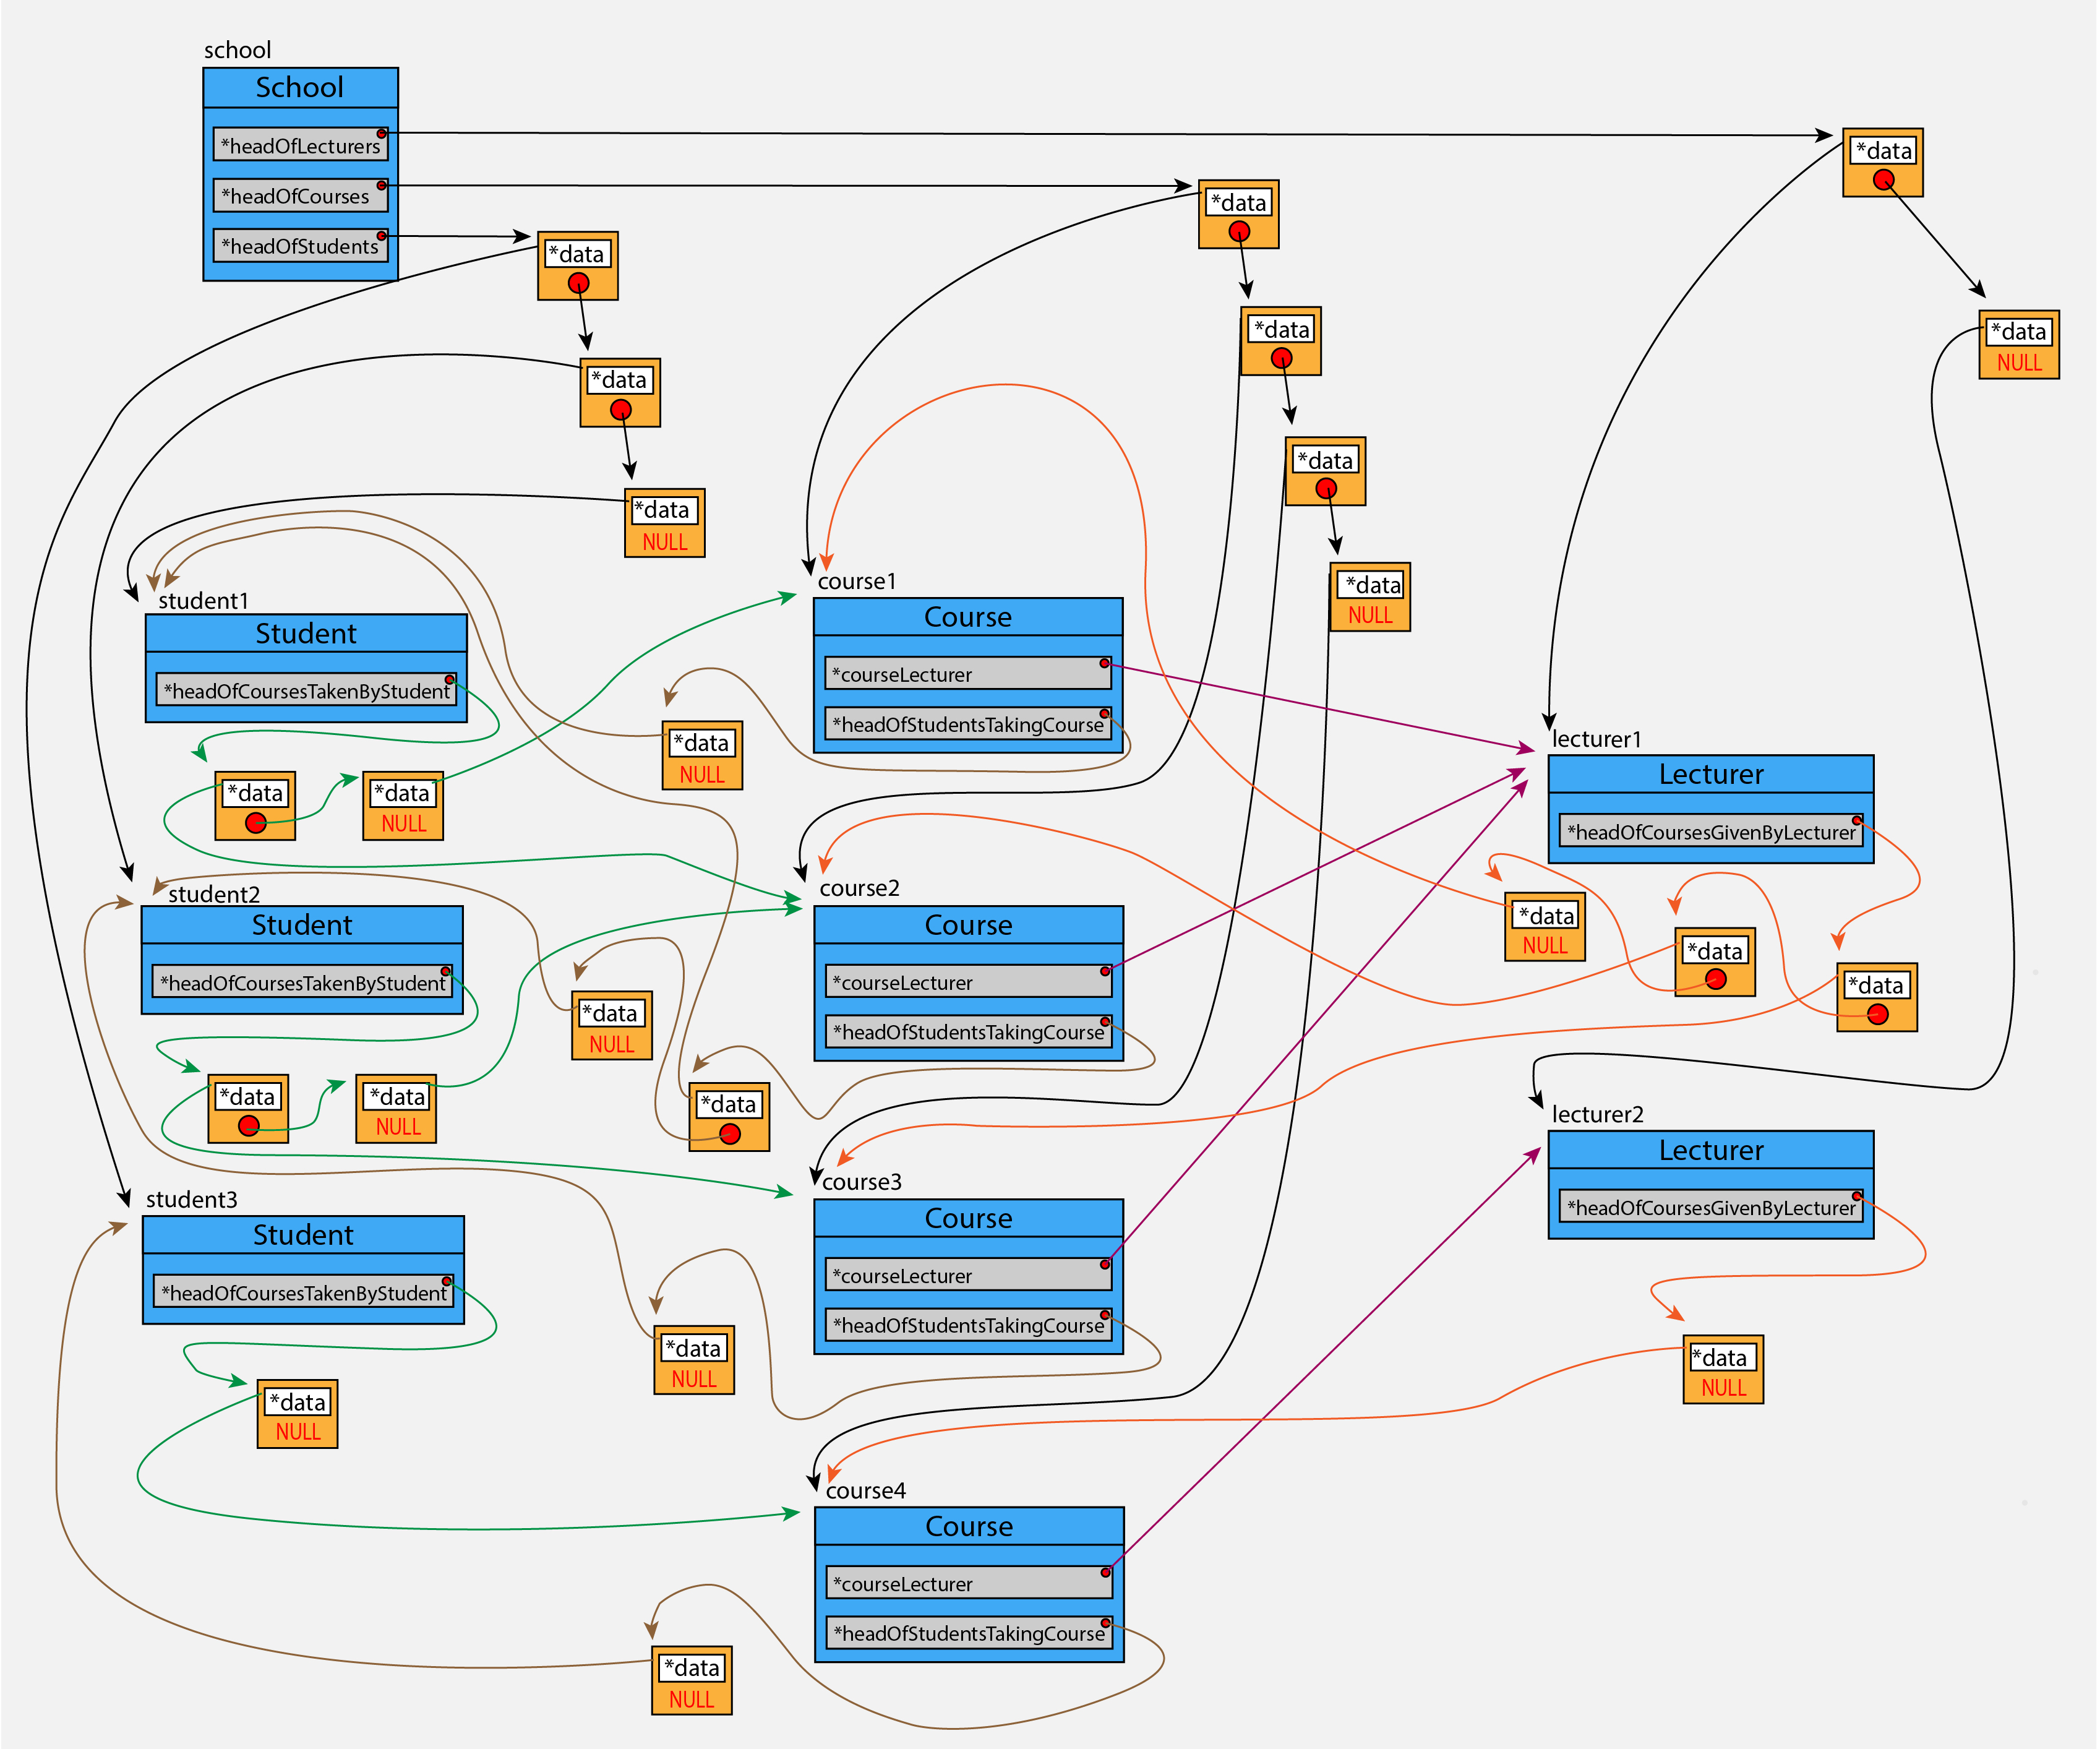 school
School
*headOfLecturers
*headOfCourses
*headOfStudents
*data
*data
*data
*data
*data
*data
NULL
*data
*data
NULL
*data
NULL
student1
Student
*headOfCoursesTakenByStudent
*data
*data
NULL
course1
Course
*courseLecturer
*headOfStudentsTakingCourse
*data
NULL
lecturer1
Lecturer
*headOfCoursesGivenByLecturer
*data
NULL
*data
*data
student2
Student
*headOfCoursesTakenByStudent
*data
*data
NULL
*data
NULL
*data
course2
Course
*courseLecturer
*headOfStudentsTakingCourse
lecturer2
Lecturer
*headOfCoursesGivenByLecturer
*data
NULL
student3
Student
*headOfCoursesTakenByStudent
*data
NULL
*data
NULL
course3
Course
*courseLecturer
*headOfStudentsTakingCourse
course4
Course
*courseLecturer
*headOfStudentsTakingCourse
*data
NULL